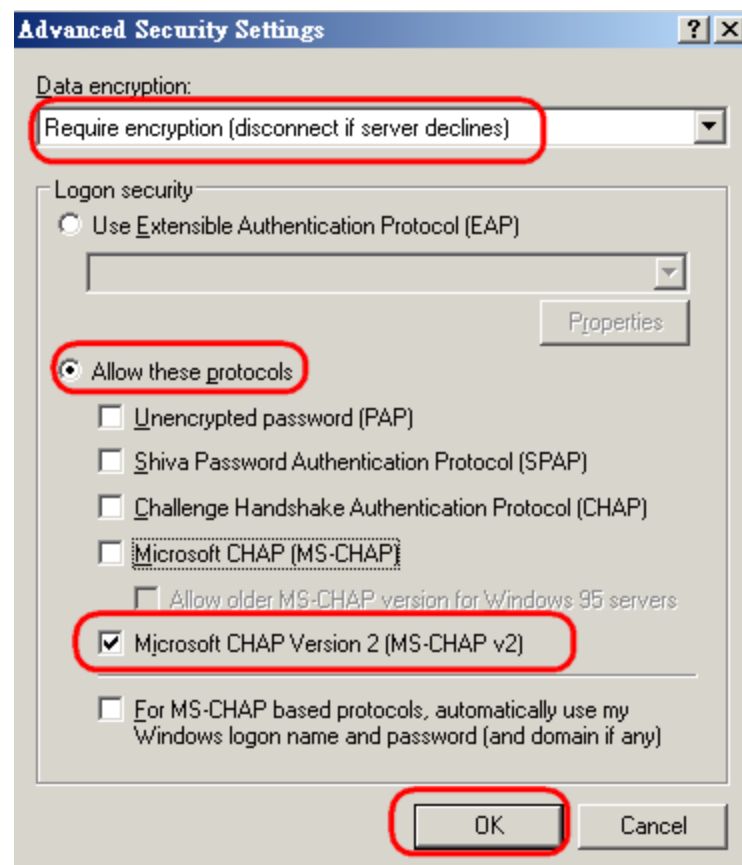 Advanced Security Settings
Data encryption:
Require encryption (disconnect if server declines)
Logon security
Use Extensible Authentication Protocol (EAP)
Properties
Allow these protocols
Unencrypted password (PAP)
Shiva Password Authentication Protocol (SPAP)
Challenge Handshake Authentication Protocol (CHAP)
Microsoft CHAP (MS-CHAP)
Allow older MS-CHAP version for Windows 95 servers
Microsoft CHAP Version 2 (MS-CHAP v2)
For MS-CHAP based protocols, automatically use my
Windows logon name and password (and domain if any)
OK Cancel